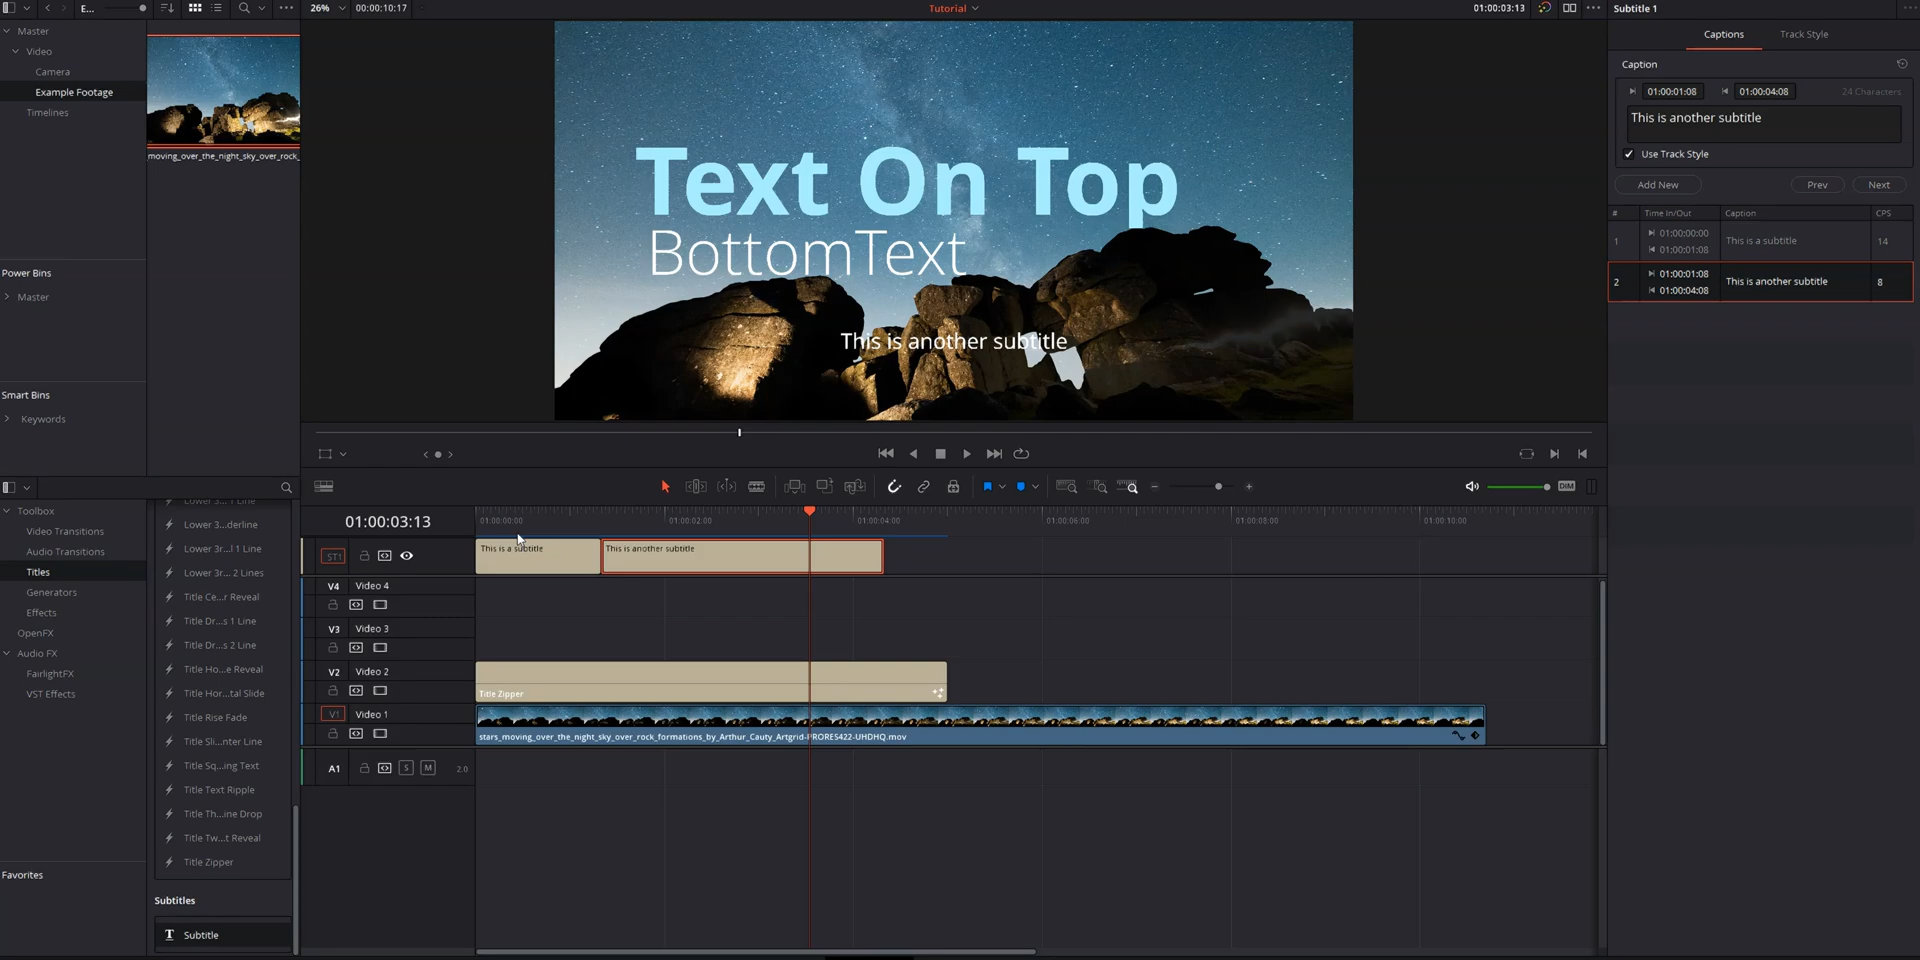 E...
26%
00:00:10:17
Tutorial
01:00:03:13
Subtitle 1
Master
Video
Camera
Example Footage
Timelines
moving_over_the_night_sky_over_rock_
Power Bins
Master
Smart Bins
Keywords
Text On Top
BottomText
This is another subtitle
Captions
Track Style
Caption
01:00:01:08
01:00:04:08
24 Characters
This is another subtitle
Use Track Style
Add New
Prev
Next
# Time In/Out Caption CPS
1 01:00:00:00 This is a subtitle 14
01:00:01:08
2 01:00:01:08 This is another subtitle 8
01:00:04:08
Toolbox
Video Transitions
Audio Transitions
Titles
Generators
Effects
OpenFX
Audio FX
FairlightFX
VST Effects
Favorites
Lower 3... 1 Line
Lower 3...derline
Lower 3r...l 1 Line
Lower 3r... 2 Lines
Title Ce...r Reveal
Title Dr...s 1 Line
Title Dr...s 2 Line
Title Ho...e Reveal
Title Hor...tal Slide
Title Rise Fade
Title Sli...nter Line
Title Sq...ing Text
Title Text Ripple
Title Th...ine Drop
Title Tw...t Reveal
Title Zipper
Subtitles
T Subtitle
DIM
01:00:03:13
01:00:00:00
01:00:02:00
01:00:04:00
01:00:06:00
01:00:08:00
01:00:10:00
ST1
This is a subtitle
This is another subtitle
V4 Video 4
V3 Video 3
V2 Video 2
Title Zipper
V1 Video 1
stars_moving_over_the_night_sky_over_rock_formations_by_Arthur_Cauty_Artgrid-PRORES422-UHDHQ.mov
A1 S M 2.0